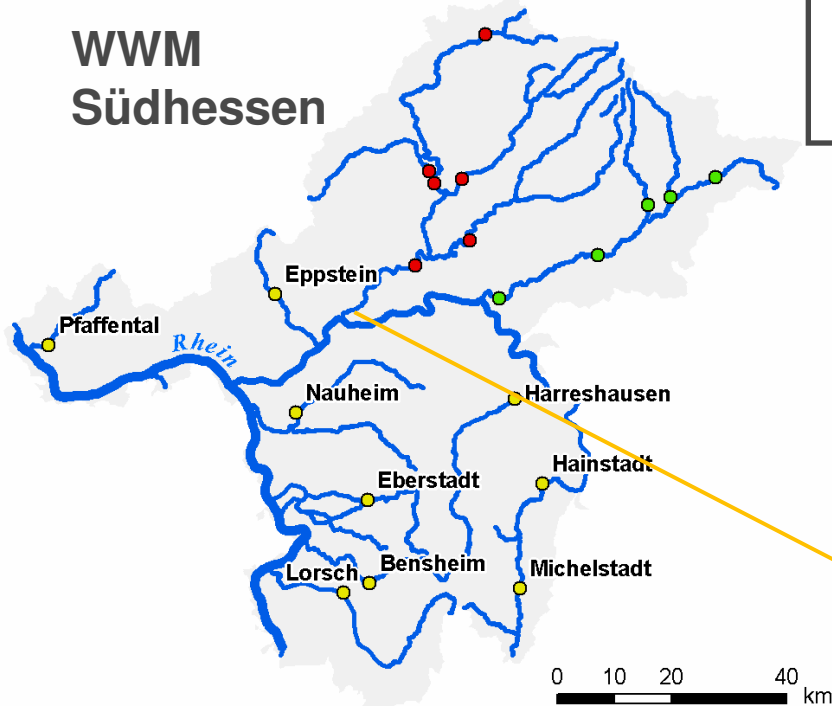 WWM
Südhessen
Eppstein
Pfaffental
Rhein
Nauheim
Harreshausen
Hainstadt
Eberstadt
Bensheim
Lorsch
Michelstadt
0 10 20 40
km